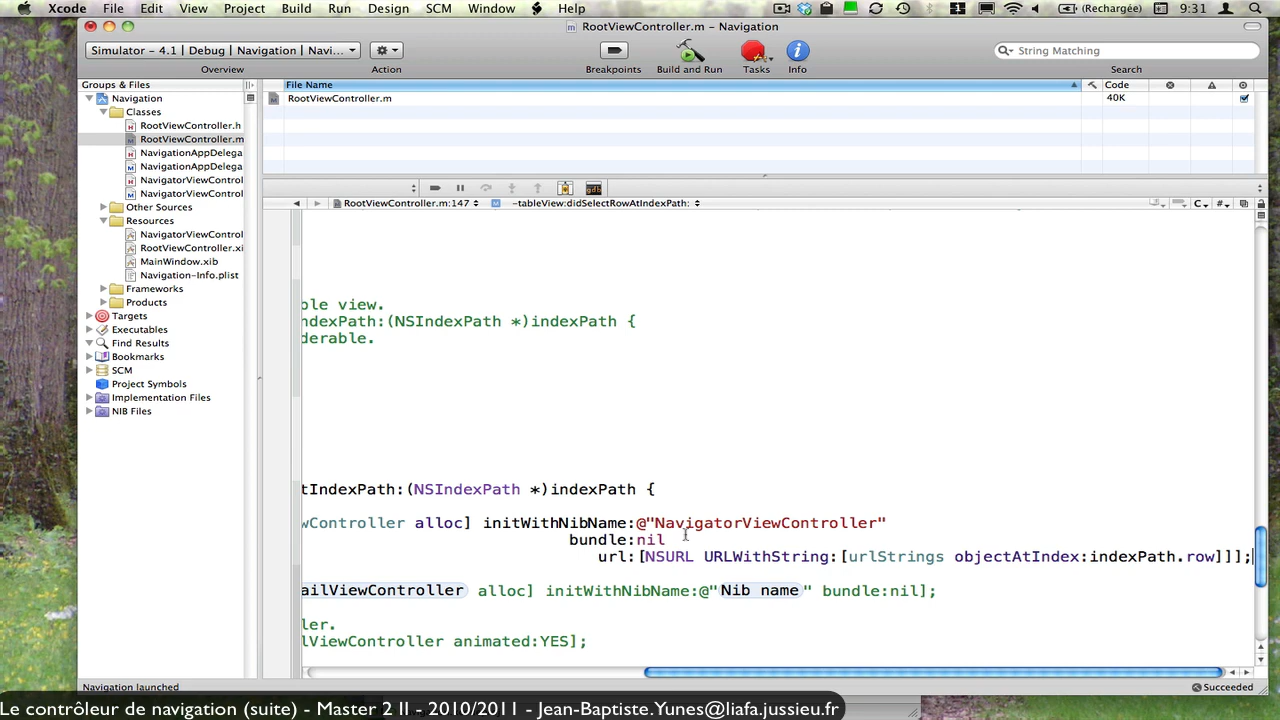 Xcode File Edit View Project Build Run Design SCM Window Help (Rechargée) 9:31
RootViewController.m – Navigation
Simulator – 4.1 | Debug | Navigation | Navi... String Matching
Overview Action Breakpoints Build and Run Tasks Info Search
Groups & Files File Name Code
Navigation RootViewController.m 40K
Classes
RootViewController.h
RootViewController.m
NavigationAppDelega
NavigationAppDelega
NavigatorViewControl
NavigatorViewControl
Other Sources
Resources
NavigatorViewControl
RootViewController.xi
MainWindow.xib
Navigation-Info.plist
Frameworks
Products
Targets
Executables
Find Results
Bookmarks
SCM
Project Symbols
Implementation Files
NIB Files
RootViewController.m:147 -tableView:didSelectRowAtIndexPath: C #
ble view.
ndexPath:(NSIndexPath *)indexPath {
derable.
tIndexPath:(NSIndexPath *)indexPath {
wController alloc] initWithNibName:@"NavigatorViewController"
bundle:nil
url:[NSURL URLWithString:[urlStrings objectAtIndex:indexPath.row]]];
ailViewController alloc] initWithNibName:@"Nib name" bundle:nil];
ler.
lViewController animated:YES];
Navigation launched Succeeded
Le contrôleur de navigation (suite) - Master 2 II - 2010/2011 - Jean-Baptiste.Yunes@liafa.jussieu.fr